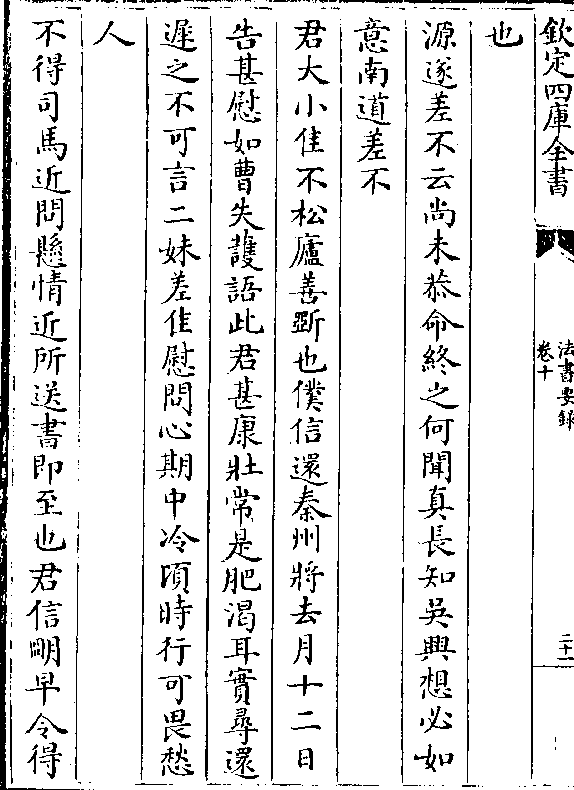 欽定四庫全書
法書要錄
卷十
二十一
也
源遂差不云尚未恭命終之何聞真長知吳興想必如
意南道差不
君大小佳不松廬善斲也僕信還秦州將去月十二日
告甚慰如曹失護語此君甚康壯常是肥渴耳實尋還
遲之不可言二妹差佳慰問心期中冷頃時行可畏愁
人
不得司馬近問懸情近所送書即至也君信明早令得